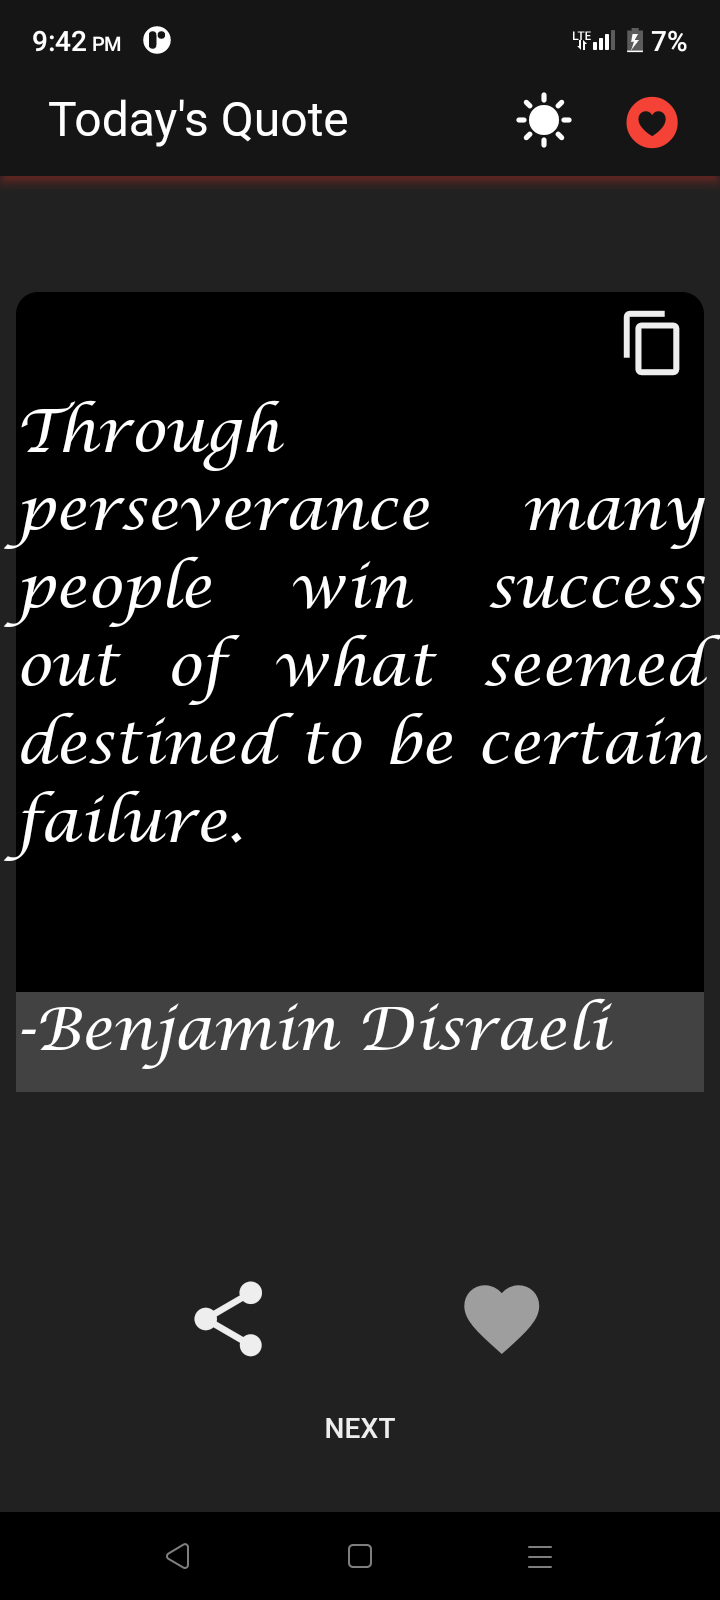 9:42 PM
LTE 7%
Today's Quote
Through
perseverance many
people win success
out of what seemed
destined to be certain
failure.
-Benjamin Disraeli
NEXT